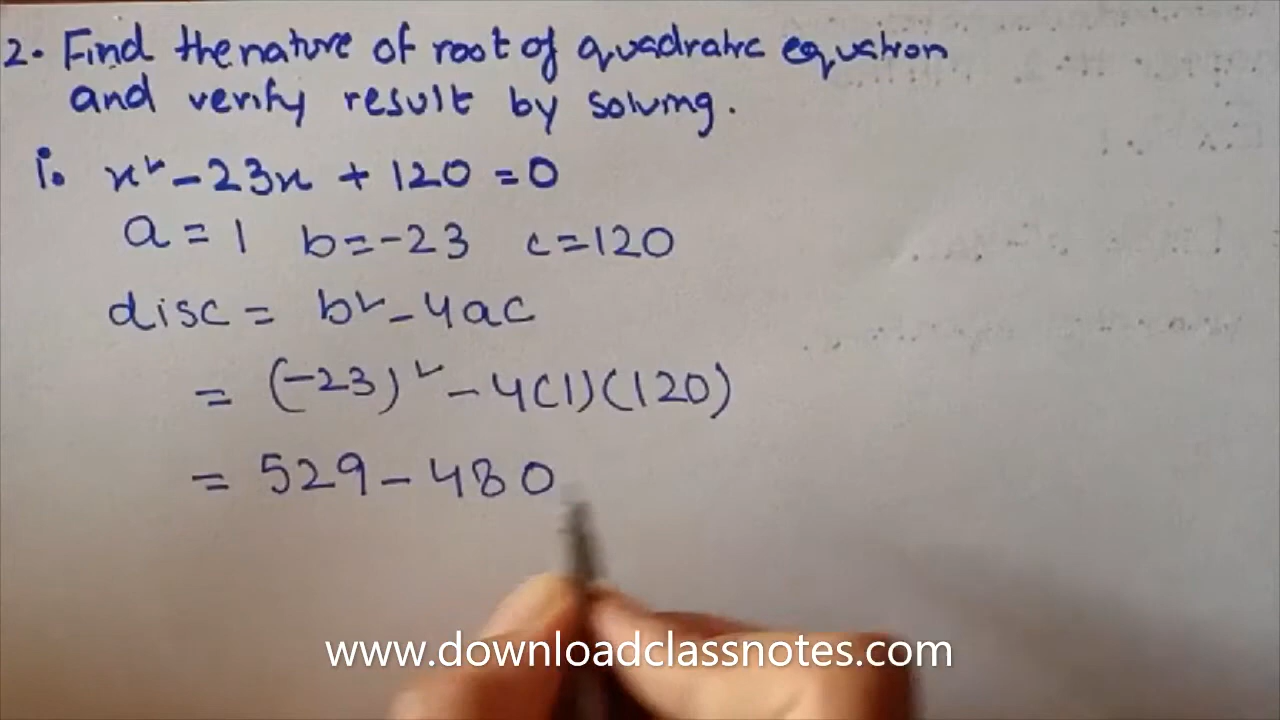 2. Find the nature of root of quadratic equation
and verify result by solving.
i. x² - 23x + 120 = 0
a = 1 b = -23 c = 120
disc = b² - 4ac
= (-23)² - 4(1)(120)
= 529 - 480
www.downloadclassnotes.com